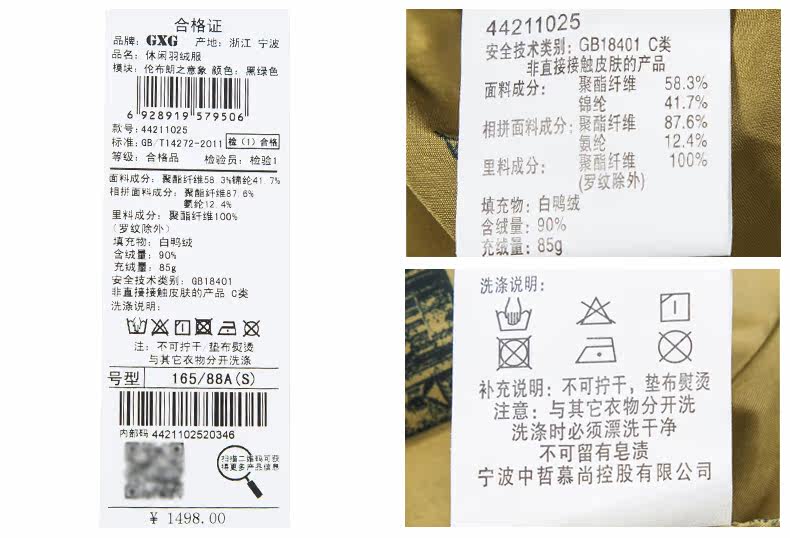 合格证
品牌: GXG 产地: 浙江 宁波
品名: 休闲羽绒服
模块: 伦布朗之意象 颜色: 黑绿色
6 928919 579506
款号: 44211025
标准: GB/T14272-2011 检(1)合格
等级: 合格品 检验员: 检验1
面料成分: 聚酯纤维58.3%锦纶41.7%
相拼面料成分: 聚酯纤维87.6%
氨纶12.4%
里料成分: 聚酯纤维100%
(罗纹除外)
填充物: 白鸭绒
含绒量: 90%
充绒量: 85g
安全技术类别: GB18401
非直接接触皮肤的产品 C类
洗涤说明:
注: 不可拧干/垫布熨烫
与其它衣物分开洗涤
号型 165/88A(S)
内部码 4421102520346
扫描二维码可获
得更多产品信息
¥ 1498.00
44211025
安全技术类别: GB18401 C类
非直接接触皮肤的产品
面料成分: 聚酯纤维 58.3%
锦纶 41.7%
相拼面料成分: 聚酯纤维 87.6%
氨纶 12.4%
里料成分: 聚酯纤维 100%
(罗纹除外)
填充物: 白鸭绒
含绒量: 90%
充绒量: 85g
洗涤说明:
补充说明: 不可拧干, 垫布熨烫
注意: 与其它衣物分开洗
洗涤时必须漂洗干净
不可留有皂渍
宁波中哲慕尚控股有限公司